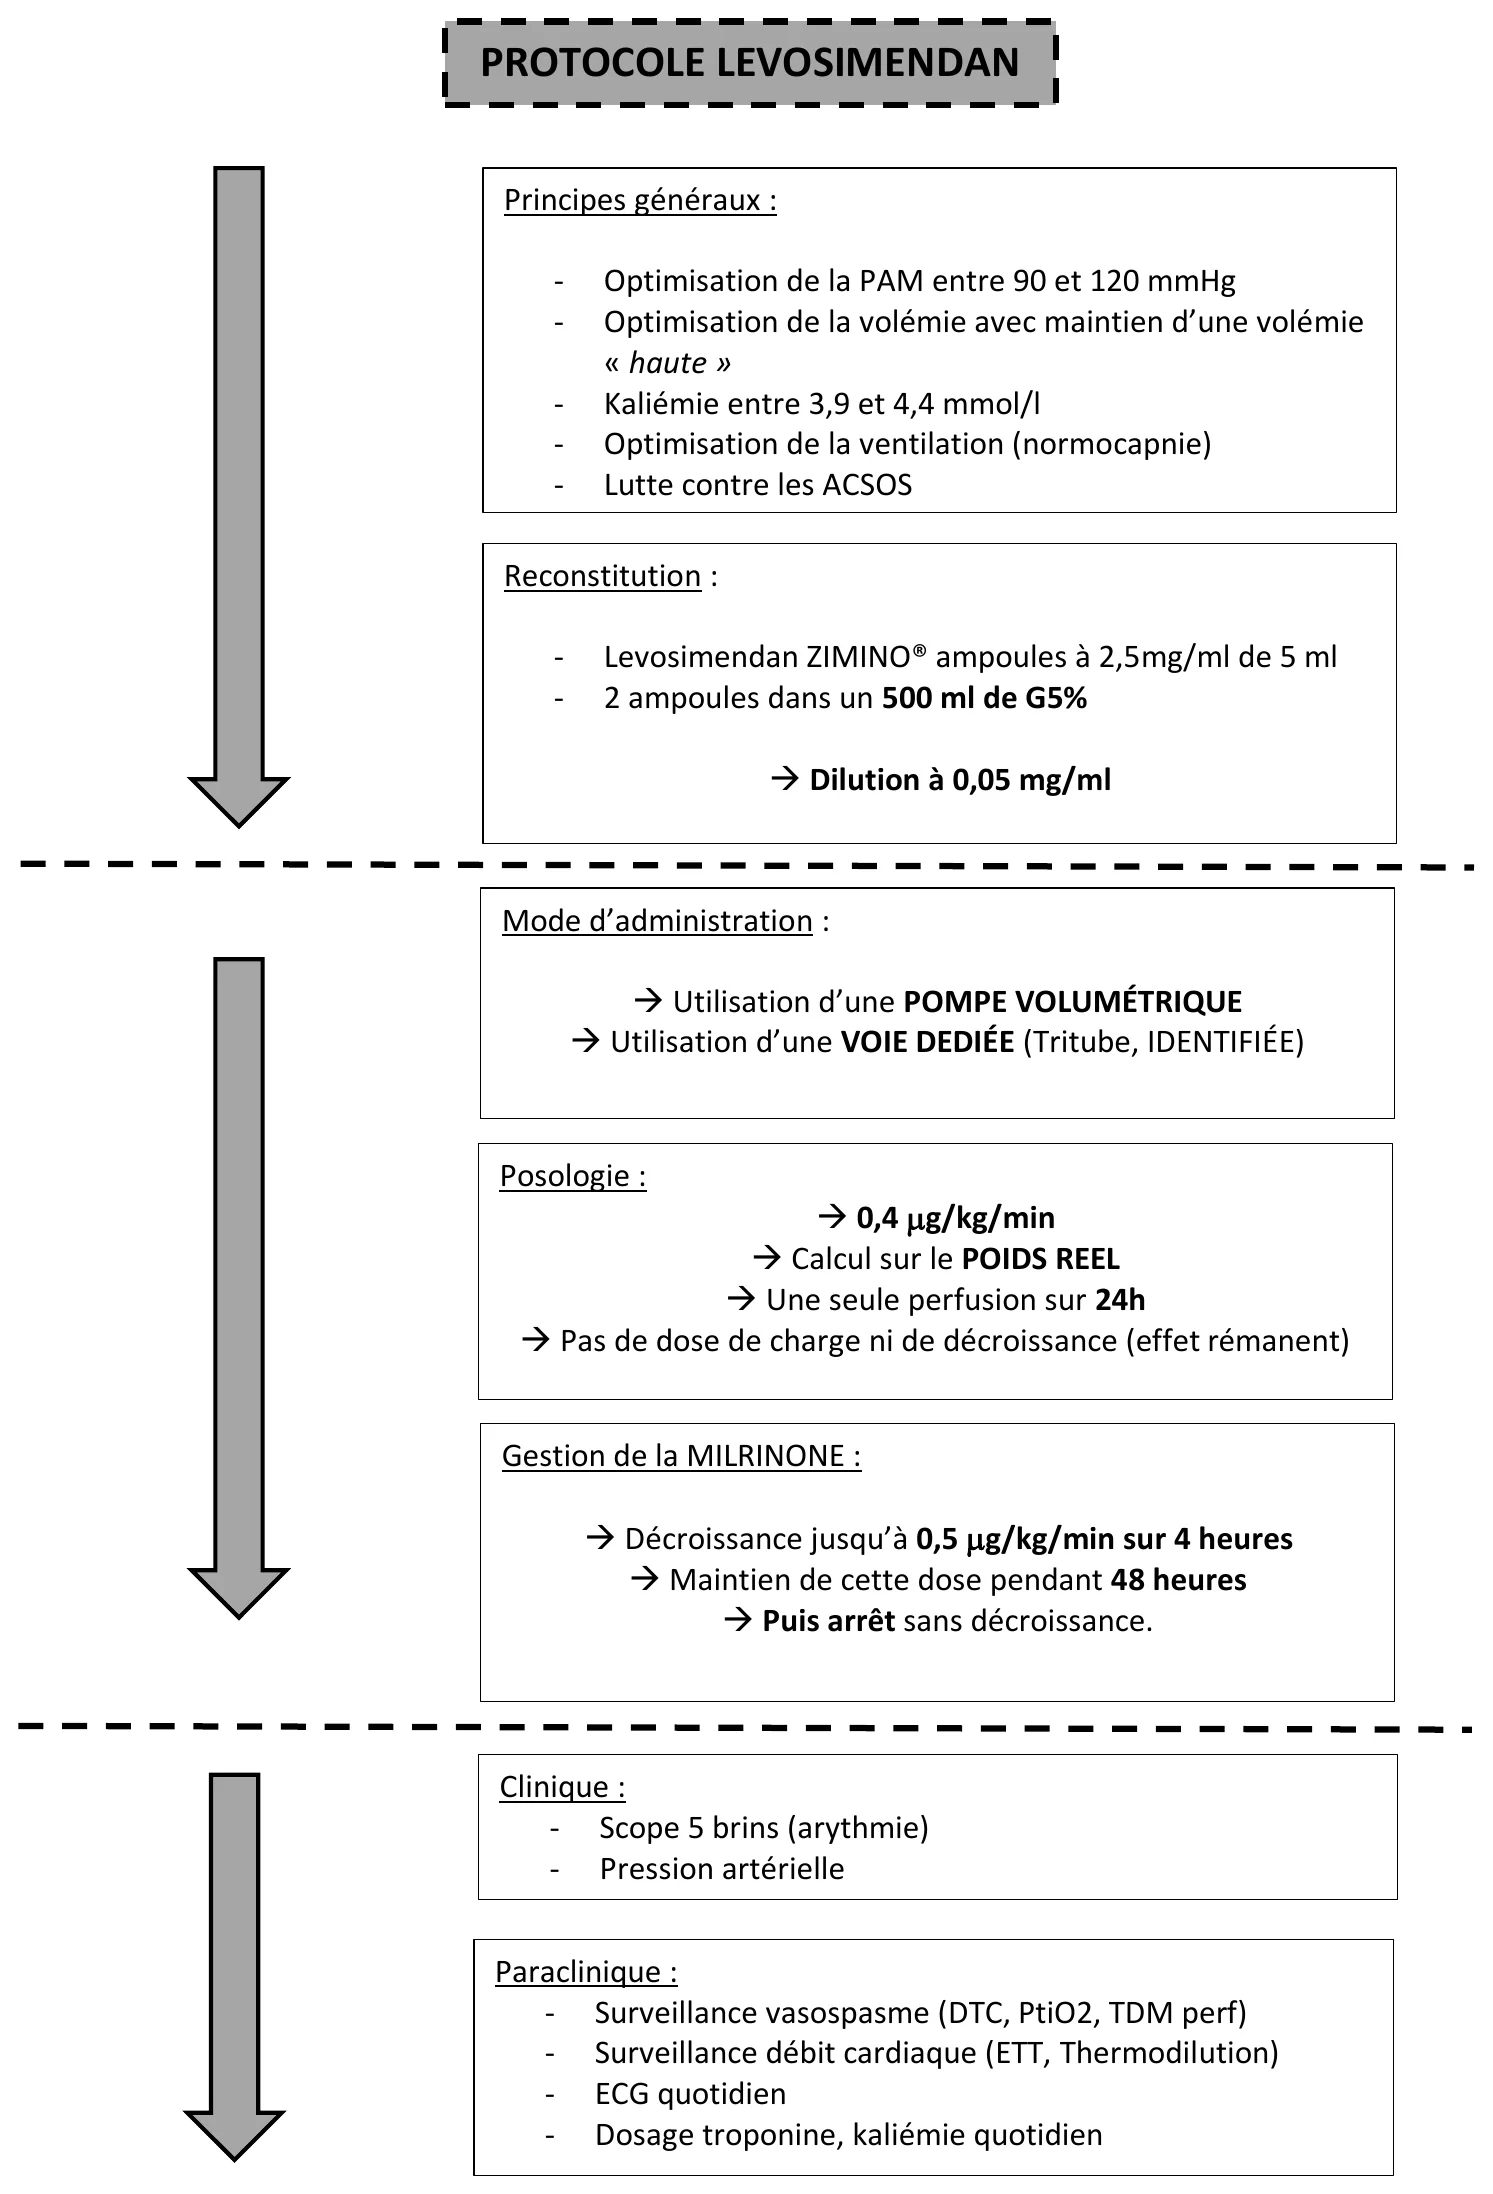 PROTOCOLE LEVOSIMENDAN
Principes généraux :
- Optimisation de la PAM entre 90 et 120 mmHg
- Optimisation de la volémie avec maintien d’une volémie
« haute »
- Kaliémie entre 3,9 et 4,4 mmol/l
- Optimisation de la ventilation (normocapnie)
- Lutte contre les ACSOS
Reconstitution :
- Levosimendan ZIMINO® ampoules à 2,5mg/ml de 5 ml
- 2 ampoules dans un 500 ml de G5%
→ Dilution à 0,05 mg/ml
Mode d’administration :
→ Utilisation d’une POMPE VOLUMÉTRIQUE
→ Utilisation d’une VOIE DEDIÉE (Tritube, IDENTIFIÉE)
Posologie :
→ 0,4 μg/kg/min
→ Calcul sur le POIDS REEL
→ Une seule perfusion sur 24h
→ Pas de dose de charge ni de décroissance (effet rémanent)
Gestion de la MILRINONE :
→ Décroissance jusqu’à 0,5 μg/kg/min sur 4 heures
→ Maintien de cette dose pendant 48 heures
→ Puis arrêt sans décroissance.
Clinique :
- Scope 5 brins (arythmie)
- Pression artérielle
Paraclinique :
- Surveillance vasospasme (DTC, PtiO2, TDM perf)
- Surveillance débit cardiaque (ETT, Thermodilution)
- ECG quotidien
- Dosage troponine, kaliémie quotidien